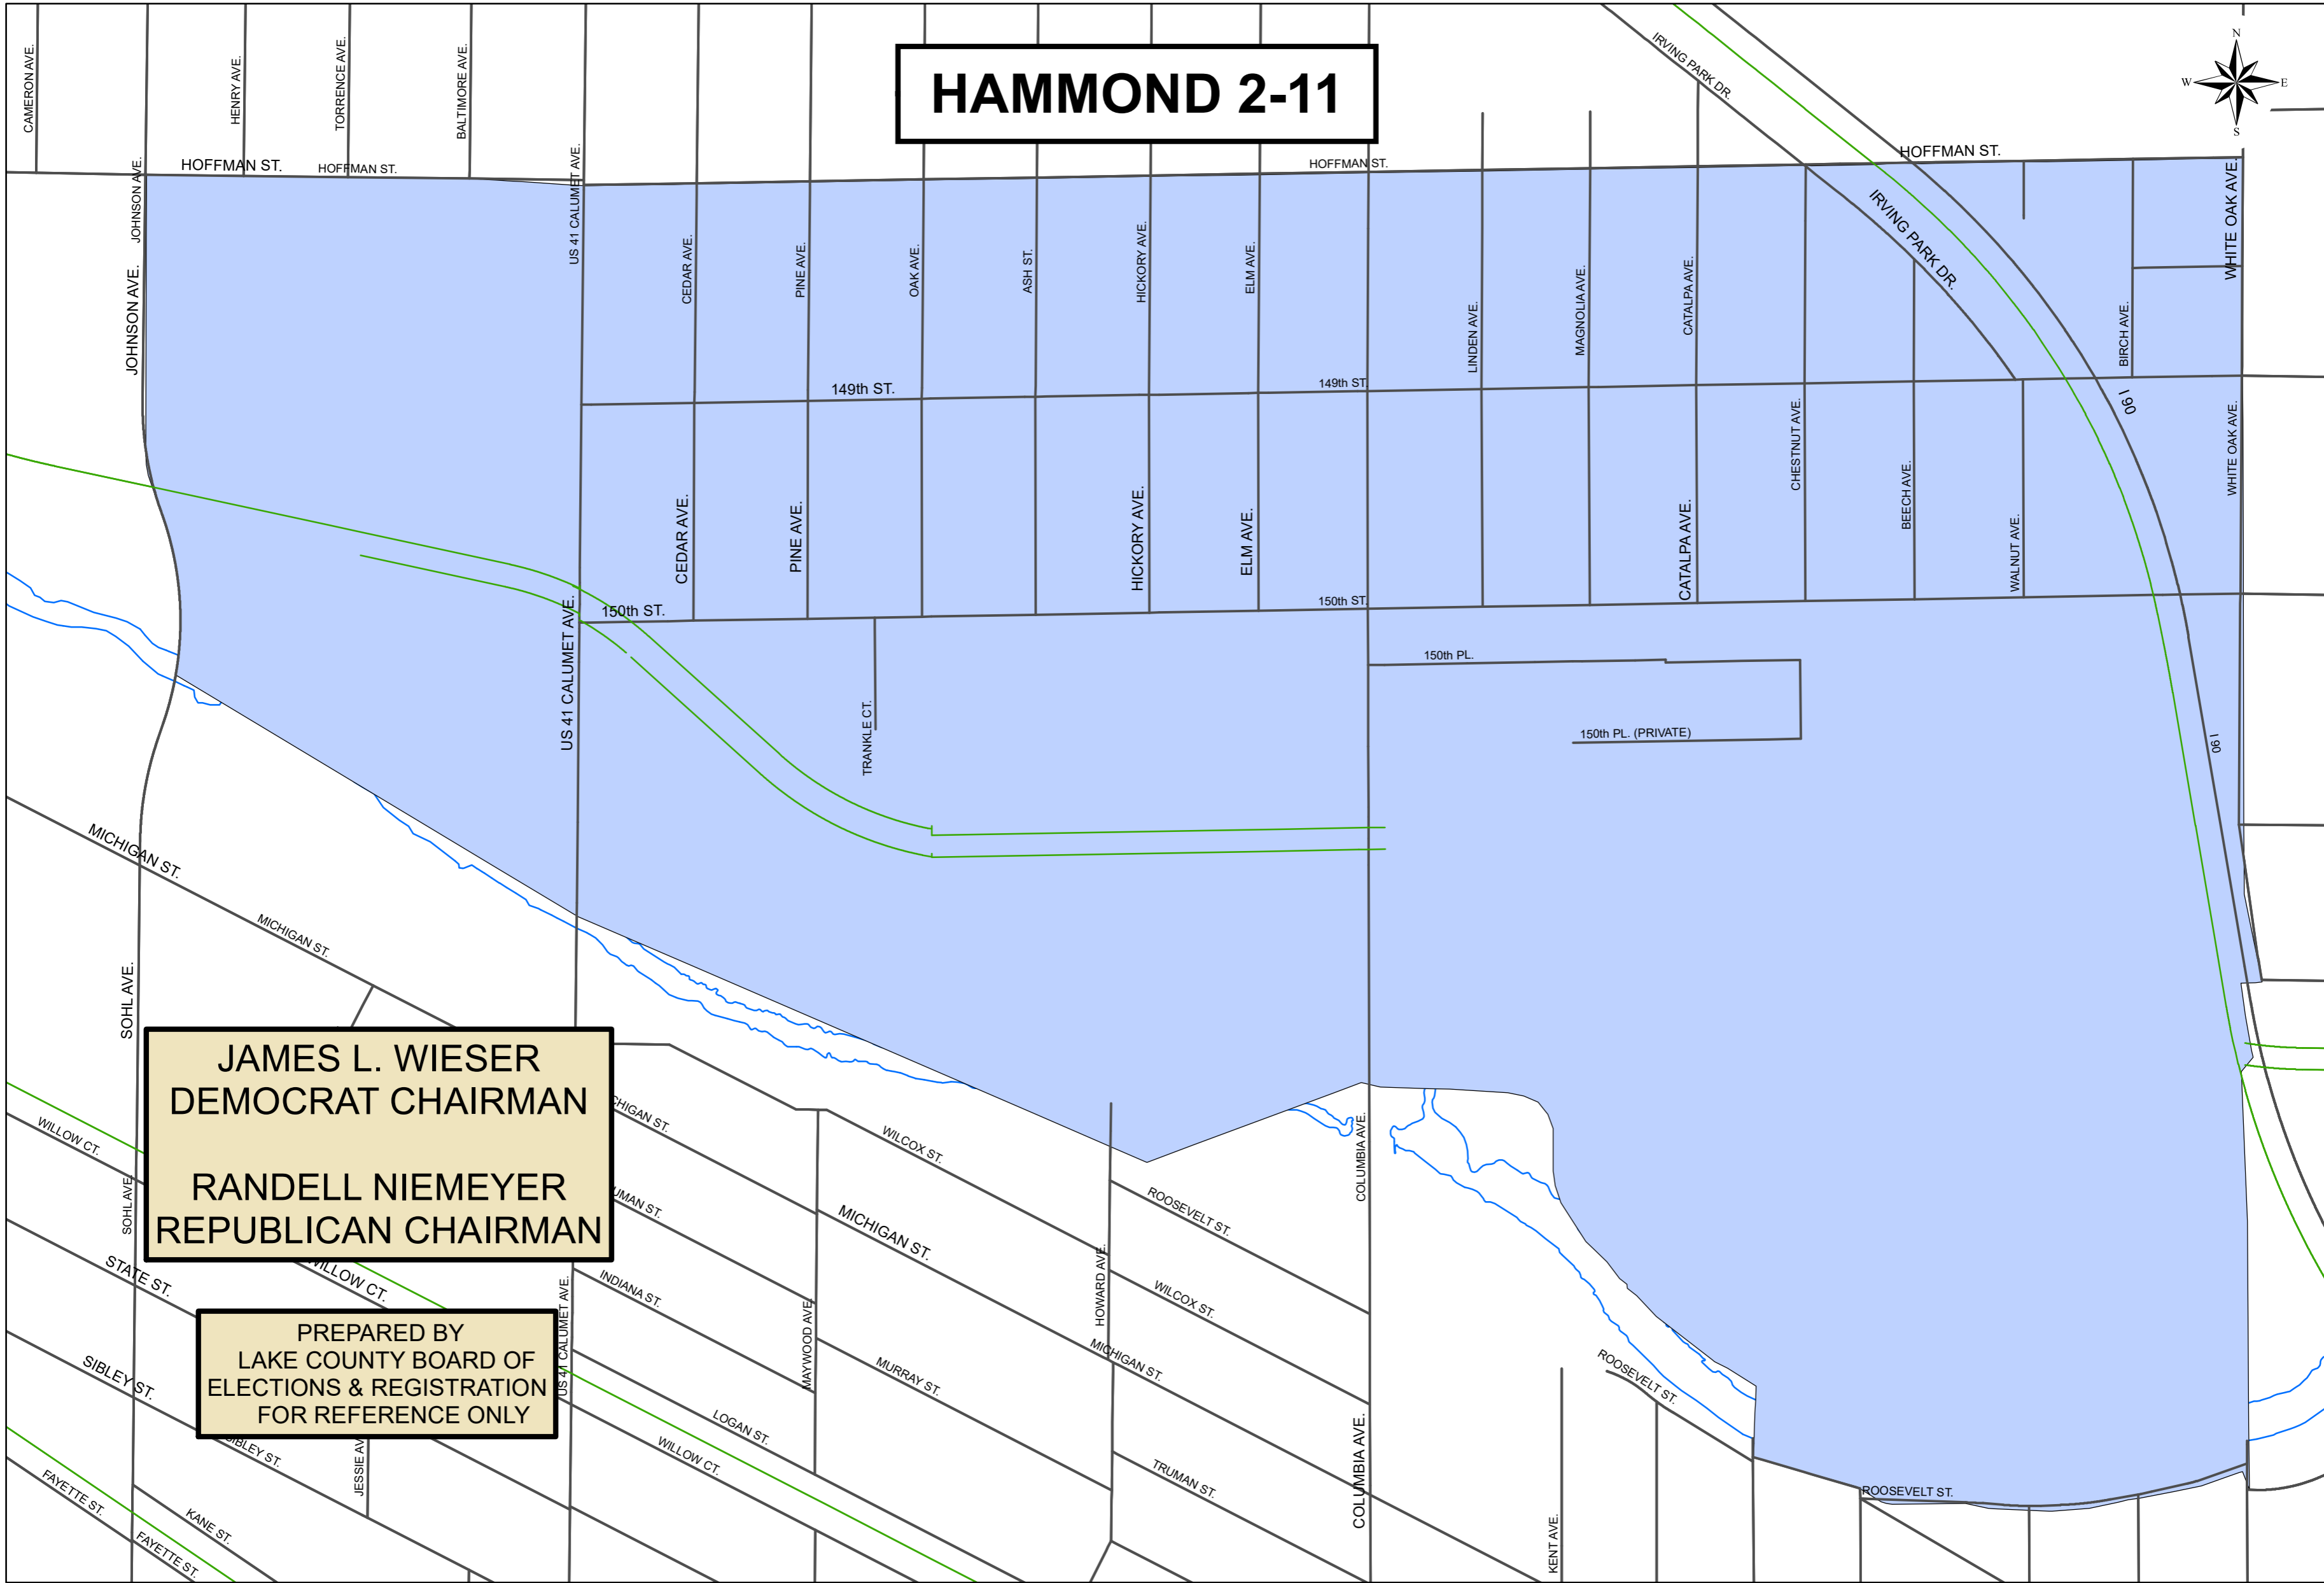 HAMMOND 2-11
N
W
E
S
CAMERON AVE.
HENRY AVE.
TORRENCE AVE.
BALTIMORE AVE.
IRVING PARK DR.
JOHNSON AVE.
HOFFMAN ST.
HOFFMAN ST.
US 41 CALUMET AVE.
HOFFMAN ST.
HOFFMAN ST.
WHITE OAK AVE.
JOHNSON AVE.
CEDAR AVE.
PINE AVE.
OAK AVE.
ASH ST.
HICKORY AVE.
ELM AVE.
LINDEN AVE.
MAGNOLIA AVE.
CATALPA AVE.
IRVING PARK DR.
BIRCH AVE.
149th ST.
149th ST.
I 90
CEDAR AVE.
PINE AVE.
HICKORY AVE.
ELM AVE.
CATALPA AVE.
CHESTNUT AVE.
BEECH AVE.
WALNUT AVE.
WHITE OAK AVE.
150th ST.
150th ST.
US 41 CALUMET AVE.
TRANKLE CT.
150th PL.
150th PL. (PRIVATE)
I 90
MICHIGAN ST.
MICHIGAN ST.
SOHL AVE.
JAMES L. WIESER
DEMOCRAT CHAIRMAN
RANDELL NIEMEYER
REPUBLICAN CHAIRMAN
WILLOW CT.
SOHL AVE.
CHIGAN ST.
UMAN ST.
WILCOX ST.
MICHIGAN ST.
ROOSEVELT ST.
COLUMBIA AVE.
STATE ST.
WILLOW CT.
INDIANA ST.
MAYWOOD AVE.
HOWARD AVE.
WILCOX ST.
PREPARED BY
LAKE COUNTY BOARD OF
ELECTIONS & REGISTRATION
FOR REFERENCE ONLY
US 41 CALUMET AVE.
SIBLEY ST.
MURRAY ST.
MICHIGAN ST.
ROOSEVELT ST.
SIBLEY ST.
JESSIE AV
LOGAN ST.
WILLOW CT.
TRUMAN ST.
COLUMBIA AVE.
KENT AVE.
ROOSEVELT ST.
FAYETTE ST.
KANE ST.
FAYETTE ST.